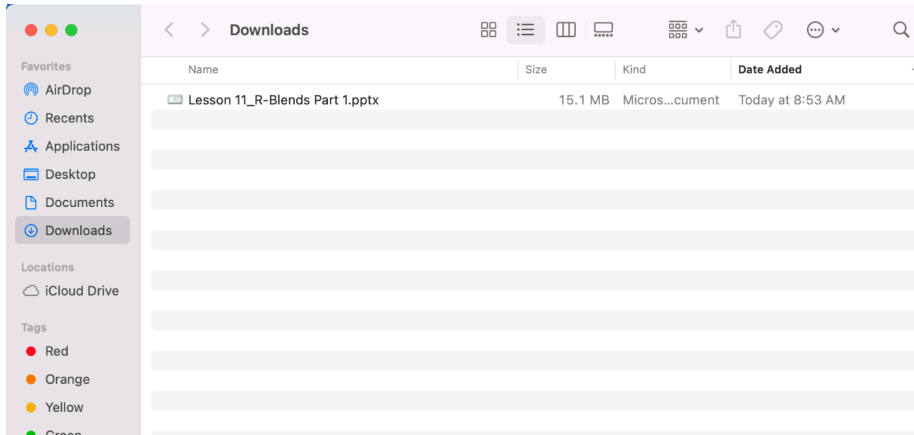 Downloads
Favorites
AirDrop
Recents
Applications
Desktop
Documents
Downloads
Locations
iCloud Drive
Tags
Red
Orange
Yellow
Green
Name Size Kind Date Added
Lesson 11_R-Blends Part 1.pptx 15.1 MB Micros...cument Today at 8:53 AM